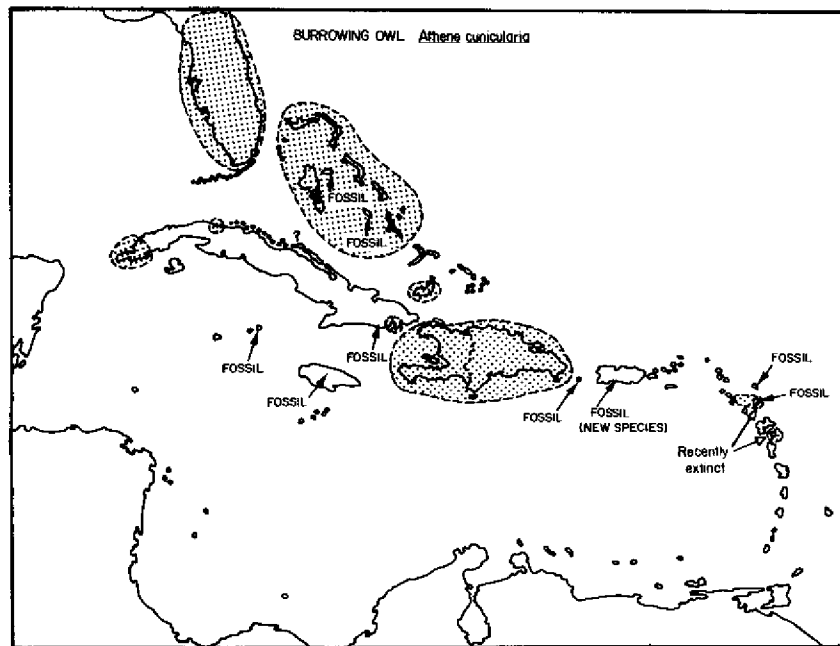 BURROWING OWL Athene cunicularia
FOSSIL
FOSSIL
?
FOSSIL
FOSSIL
FOSSIL
FOSSIL
FOSSIL
(NEW SPECIES)
FOSSIL
FOSSIL
Recently
extinct